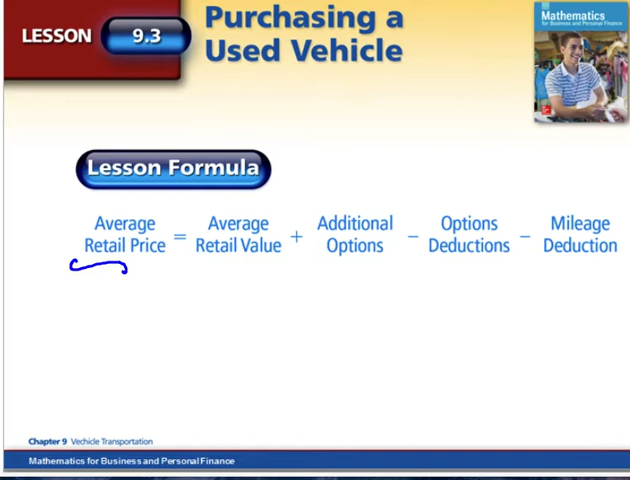 LESSON 9.3
Purchasing a
Used Vehicle
Mathematics
for Business and Personal Finance
Lesson Formula
Average Retail Price = Average Retail Value + Additional Options − Options Deductions − Mileage Deduction
Chapter 9 Vechicle Transportation
Mathematics for Business and Personal Finance